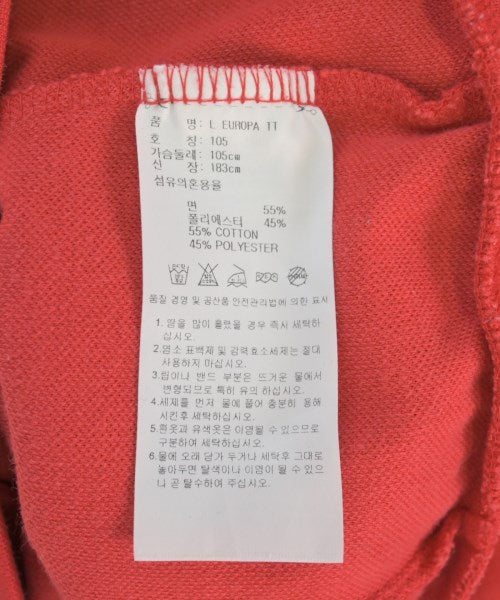 품 명: L EUROPA 1T
호 칭: 105
가슴둘레: 105cm
신 장: 183cm
섬유의혼용율
면 55%
폴리에스터 45%
55% COTTON
45% POLYESTER
품질 경영 및 공산품 안전관리법에 의한 표시
1. 땀을 많이 흘렸을 경우 즉시 세탁하
십시오.
2.염소 표백제 및 강력효소세제는 절대
사용하지 마십시오.
3.립이나 밴드 부분은 뜨거운 물에서
변형되므로 특히 유의 하십시오.
4.세제를 먼저 물에 풀어 충분히 용해
시킨후 세탁하십시오.
5.흰옷과 유색옷은 이염될 수 있으므로
구분하여 세탁하십시오.
6.물에 오래 담가 두거나 세탁후 그대로
놓아두면 탈색이나 이염이 될 수 있으
니 곧 탈수하여 주십시오.